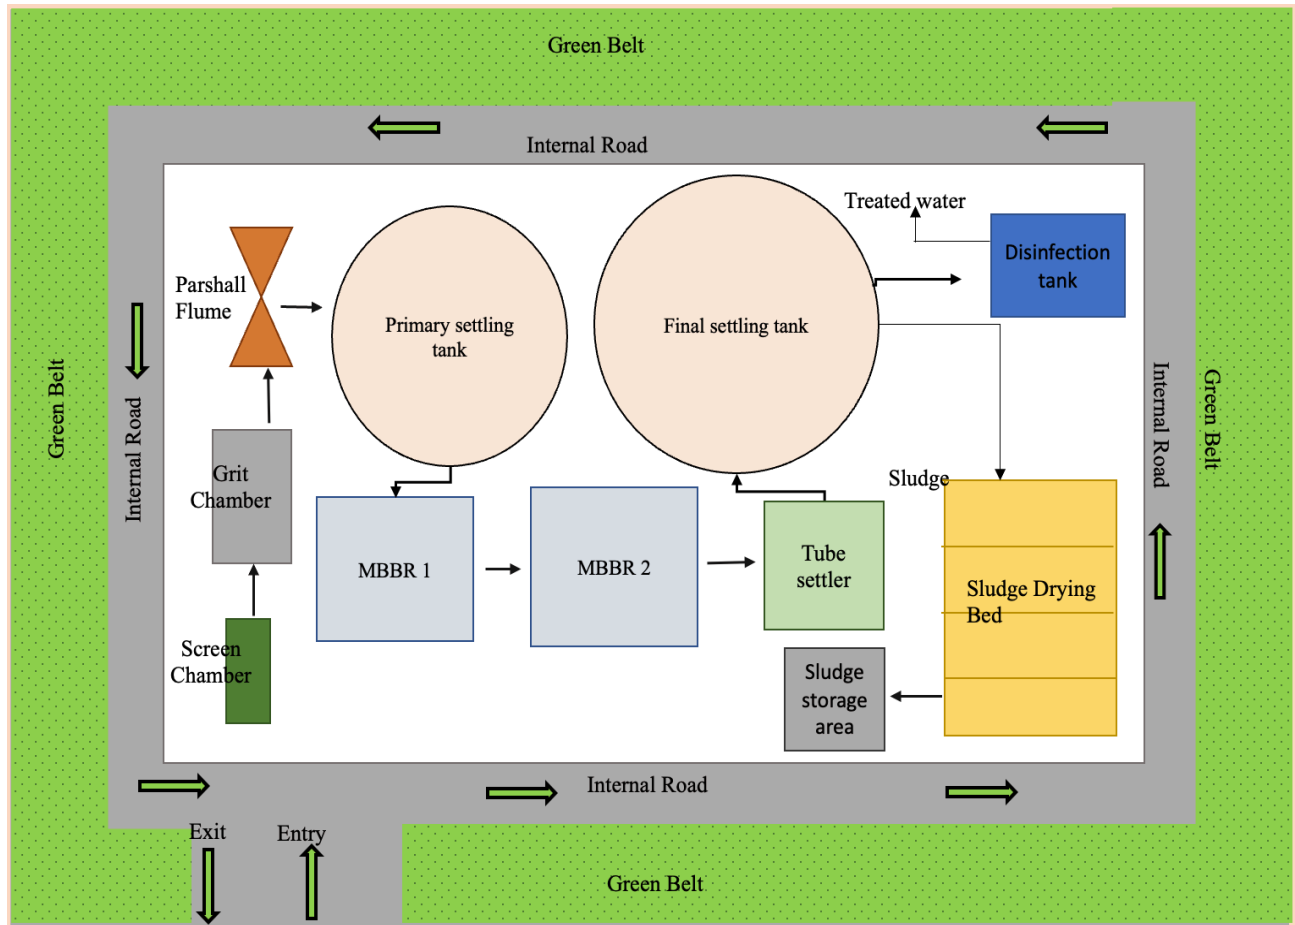 Green Belt
Internal Road
Treated water
Disinfection
tank
Parshall
Flume
Primary settling
tank
Final settling tank
Green Belt
Internal Road
Internal Road
Green Belt
Grit
Chamber
Sludge
MBBR 1
MBBR 2
Tube
settler
Sludge Drying
Bed
Screen
Chamber
Sludge
storage
area
Internal Road
Exit
Entry
Green Belt